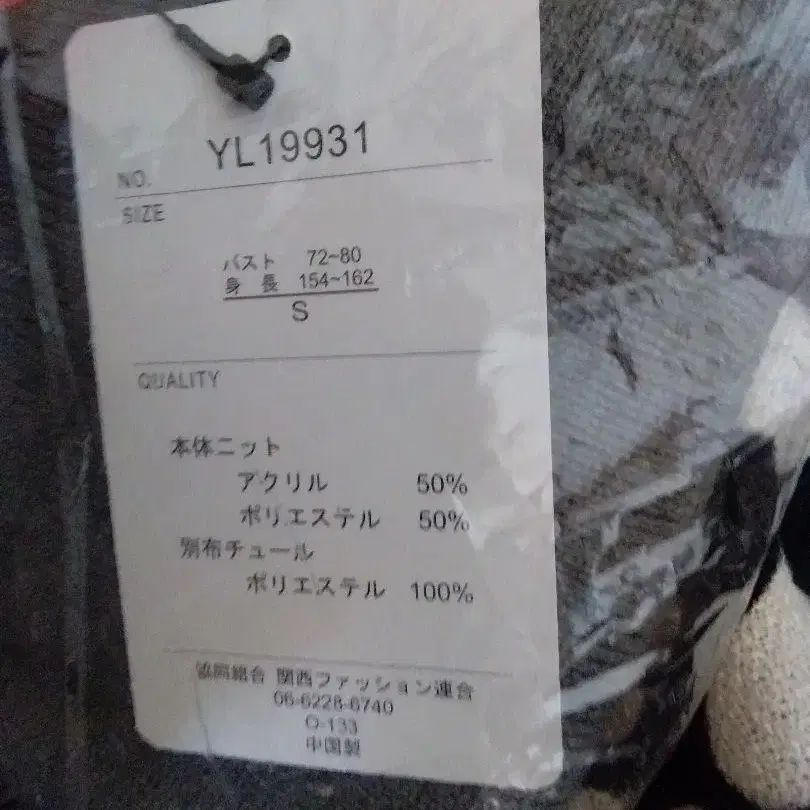 NO. YL19931
SIZE
バスト 72~80
身 長 154~162
S
QUALITY
本体ニット
アクリル 50%
ポリエステル 50%
別布チュール
ポリエステル 100%
協同組合 関西ファッション連合
06-6228-6740
O-133
中国製